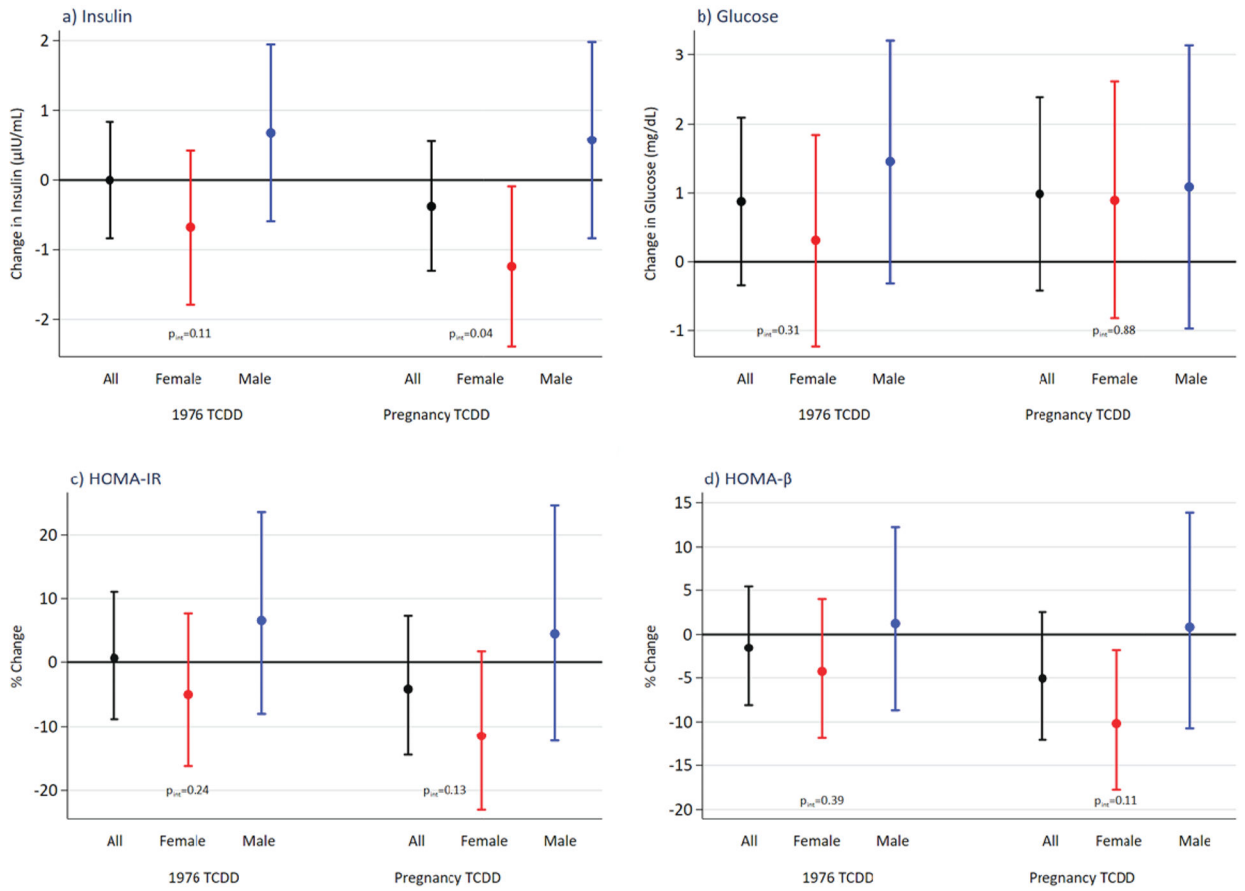 a) Insulin
Change in Insulin (µIU/mL)
2
1
0
-1
-2
pint=0.11
pint=0.04
All Female Male All Female Male
1976 TCDD Pregnancy TCDD
b) Glucose
Change in Glucose (mg/dL)
3
2
1
0
-1
pint=0.31
pint=0.88
All Female Male All Female Male
1976 TCDD Pregnancy TCDD
c) HOMA-IR
% Change
20
10
0
-10
-20
pint=0.24
pint=0.13
All Female Male All Female Male
1976 TCDD Pregnancy TCDD
d) HOMA-β
% Change
15
10
5
0
-5
-10
-15
-20
pint=0.39
pint=0.11
All Female Male All Female Male
1976 TCDD Pregnancy TCDD